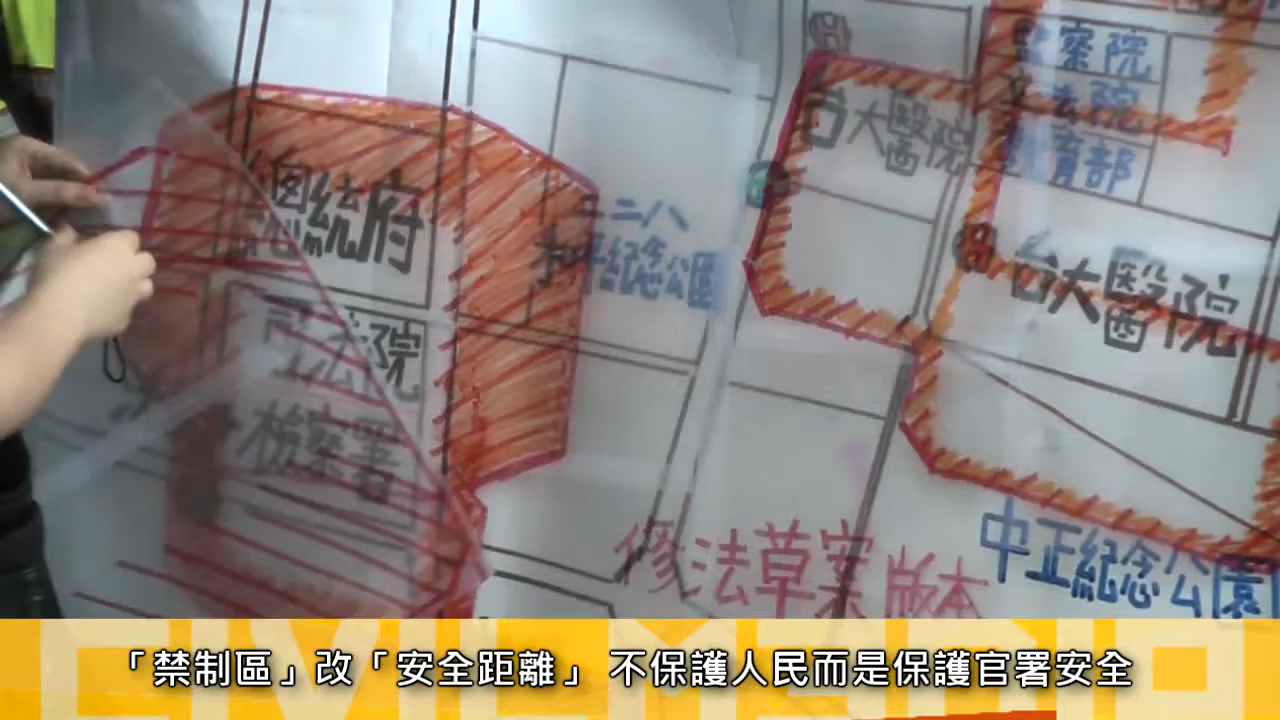 監察院
立法院
教育部
台大醫院
總統府
二二八
和平紀念公園
台大醫院
司法院
檢察署
修法草案版本
中正紀念公園
「禁制區」改「安全距離」 不保護人民而是保護官署安全